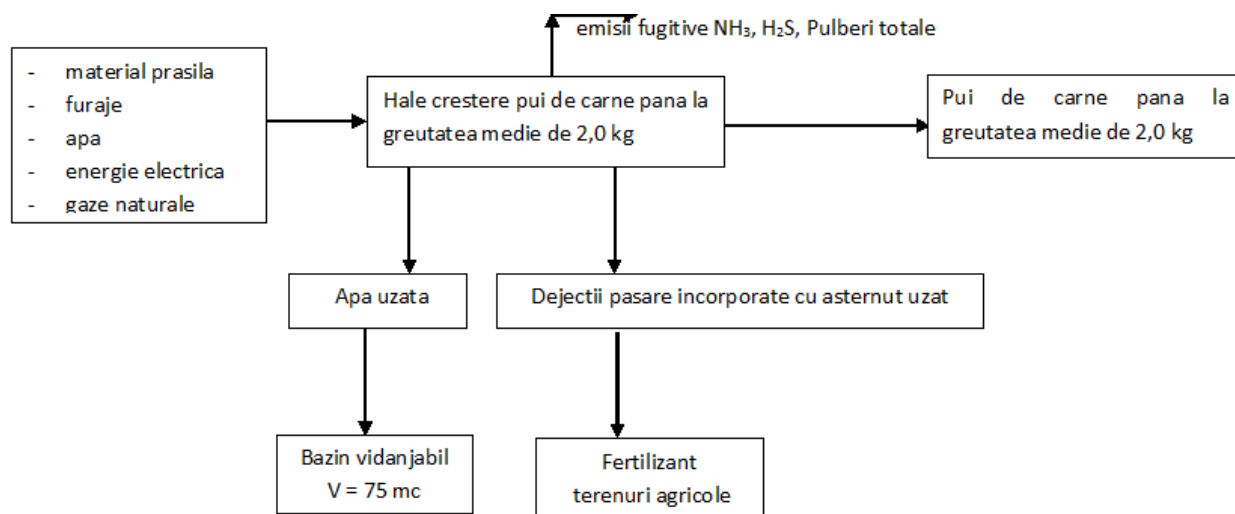 emisii fugitive NH₃, H₂S, Pulberi totale
- material prasila
- furaje
- apa
- energie electrica
- gaze naturale
Hale crestere pui de carne pana la
greutatea medie de 2,0 kg
Pui de carne pana la
greutatea medie de 2,0 kg
Apa uzata
Dejectii pasare incorporate cu asternut uzat
Bazin vidanjabil
V = 75 mc
Fertilizant
terenuri agricole